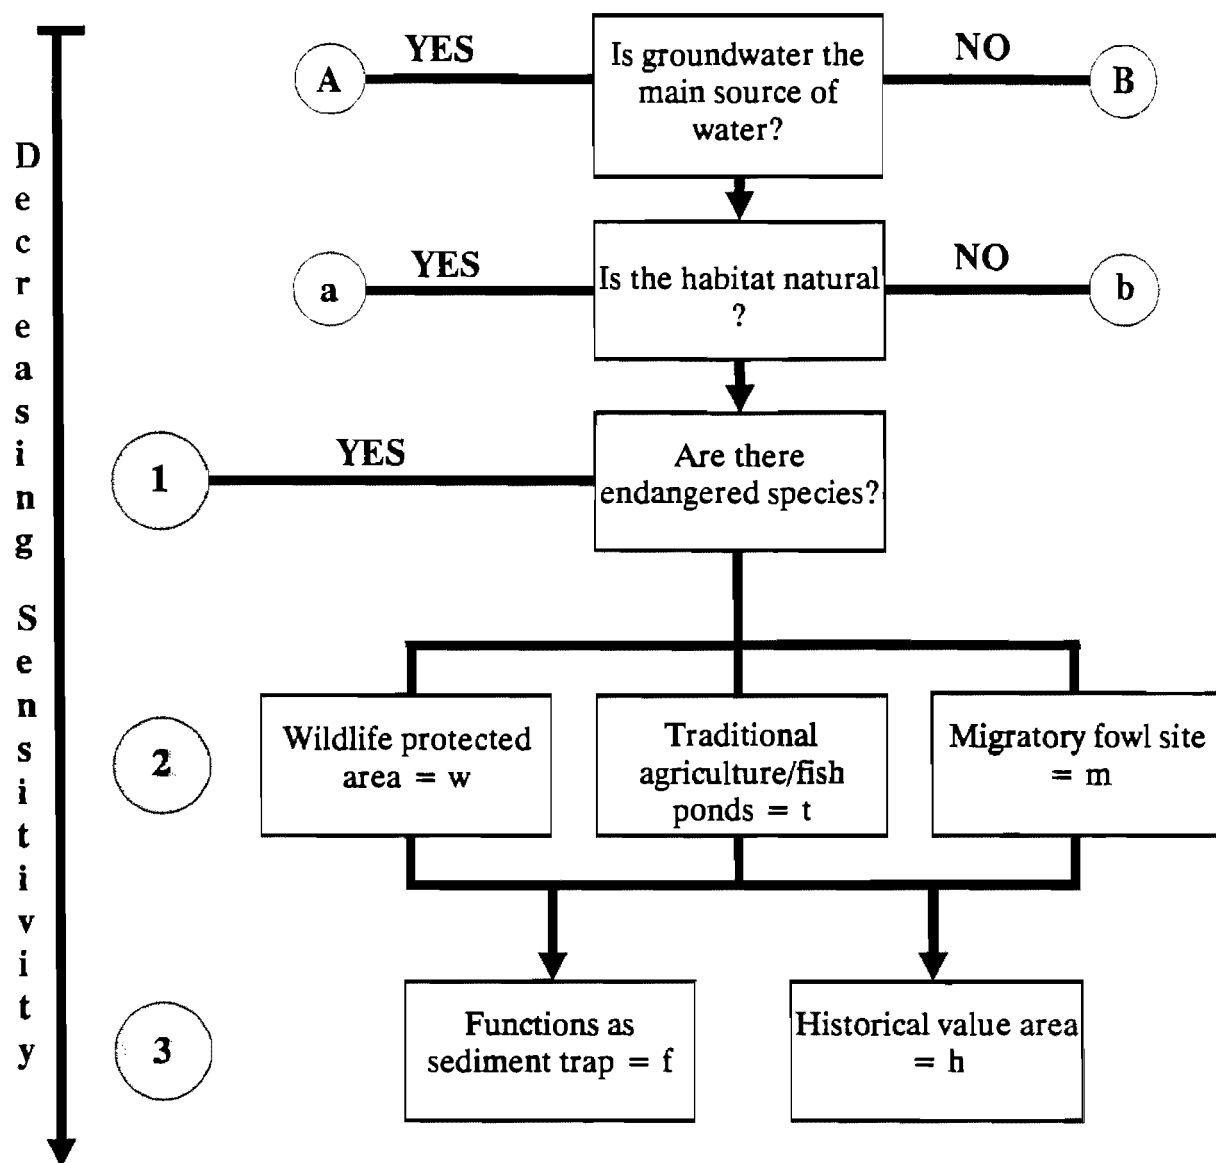 Decreasing Sensitivity
YES
A
Is groundwater the
main source of
water?
NO
B
YES
a
Is the habitat natural
?
NO
b
YES
1
Are there
endangered species?
2
Wildlife protected
area = w
Traditional
agriculture/fish
ponds = t
Migratory fowl site
= m
3
Functions as
sediment trap = f
Historical value area
= h